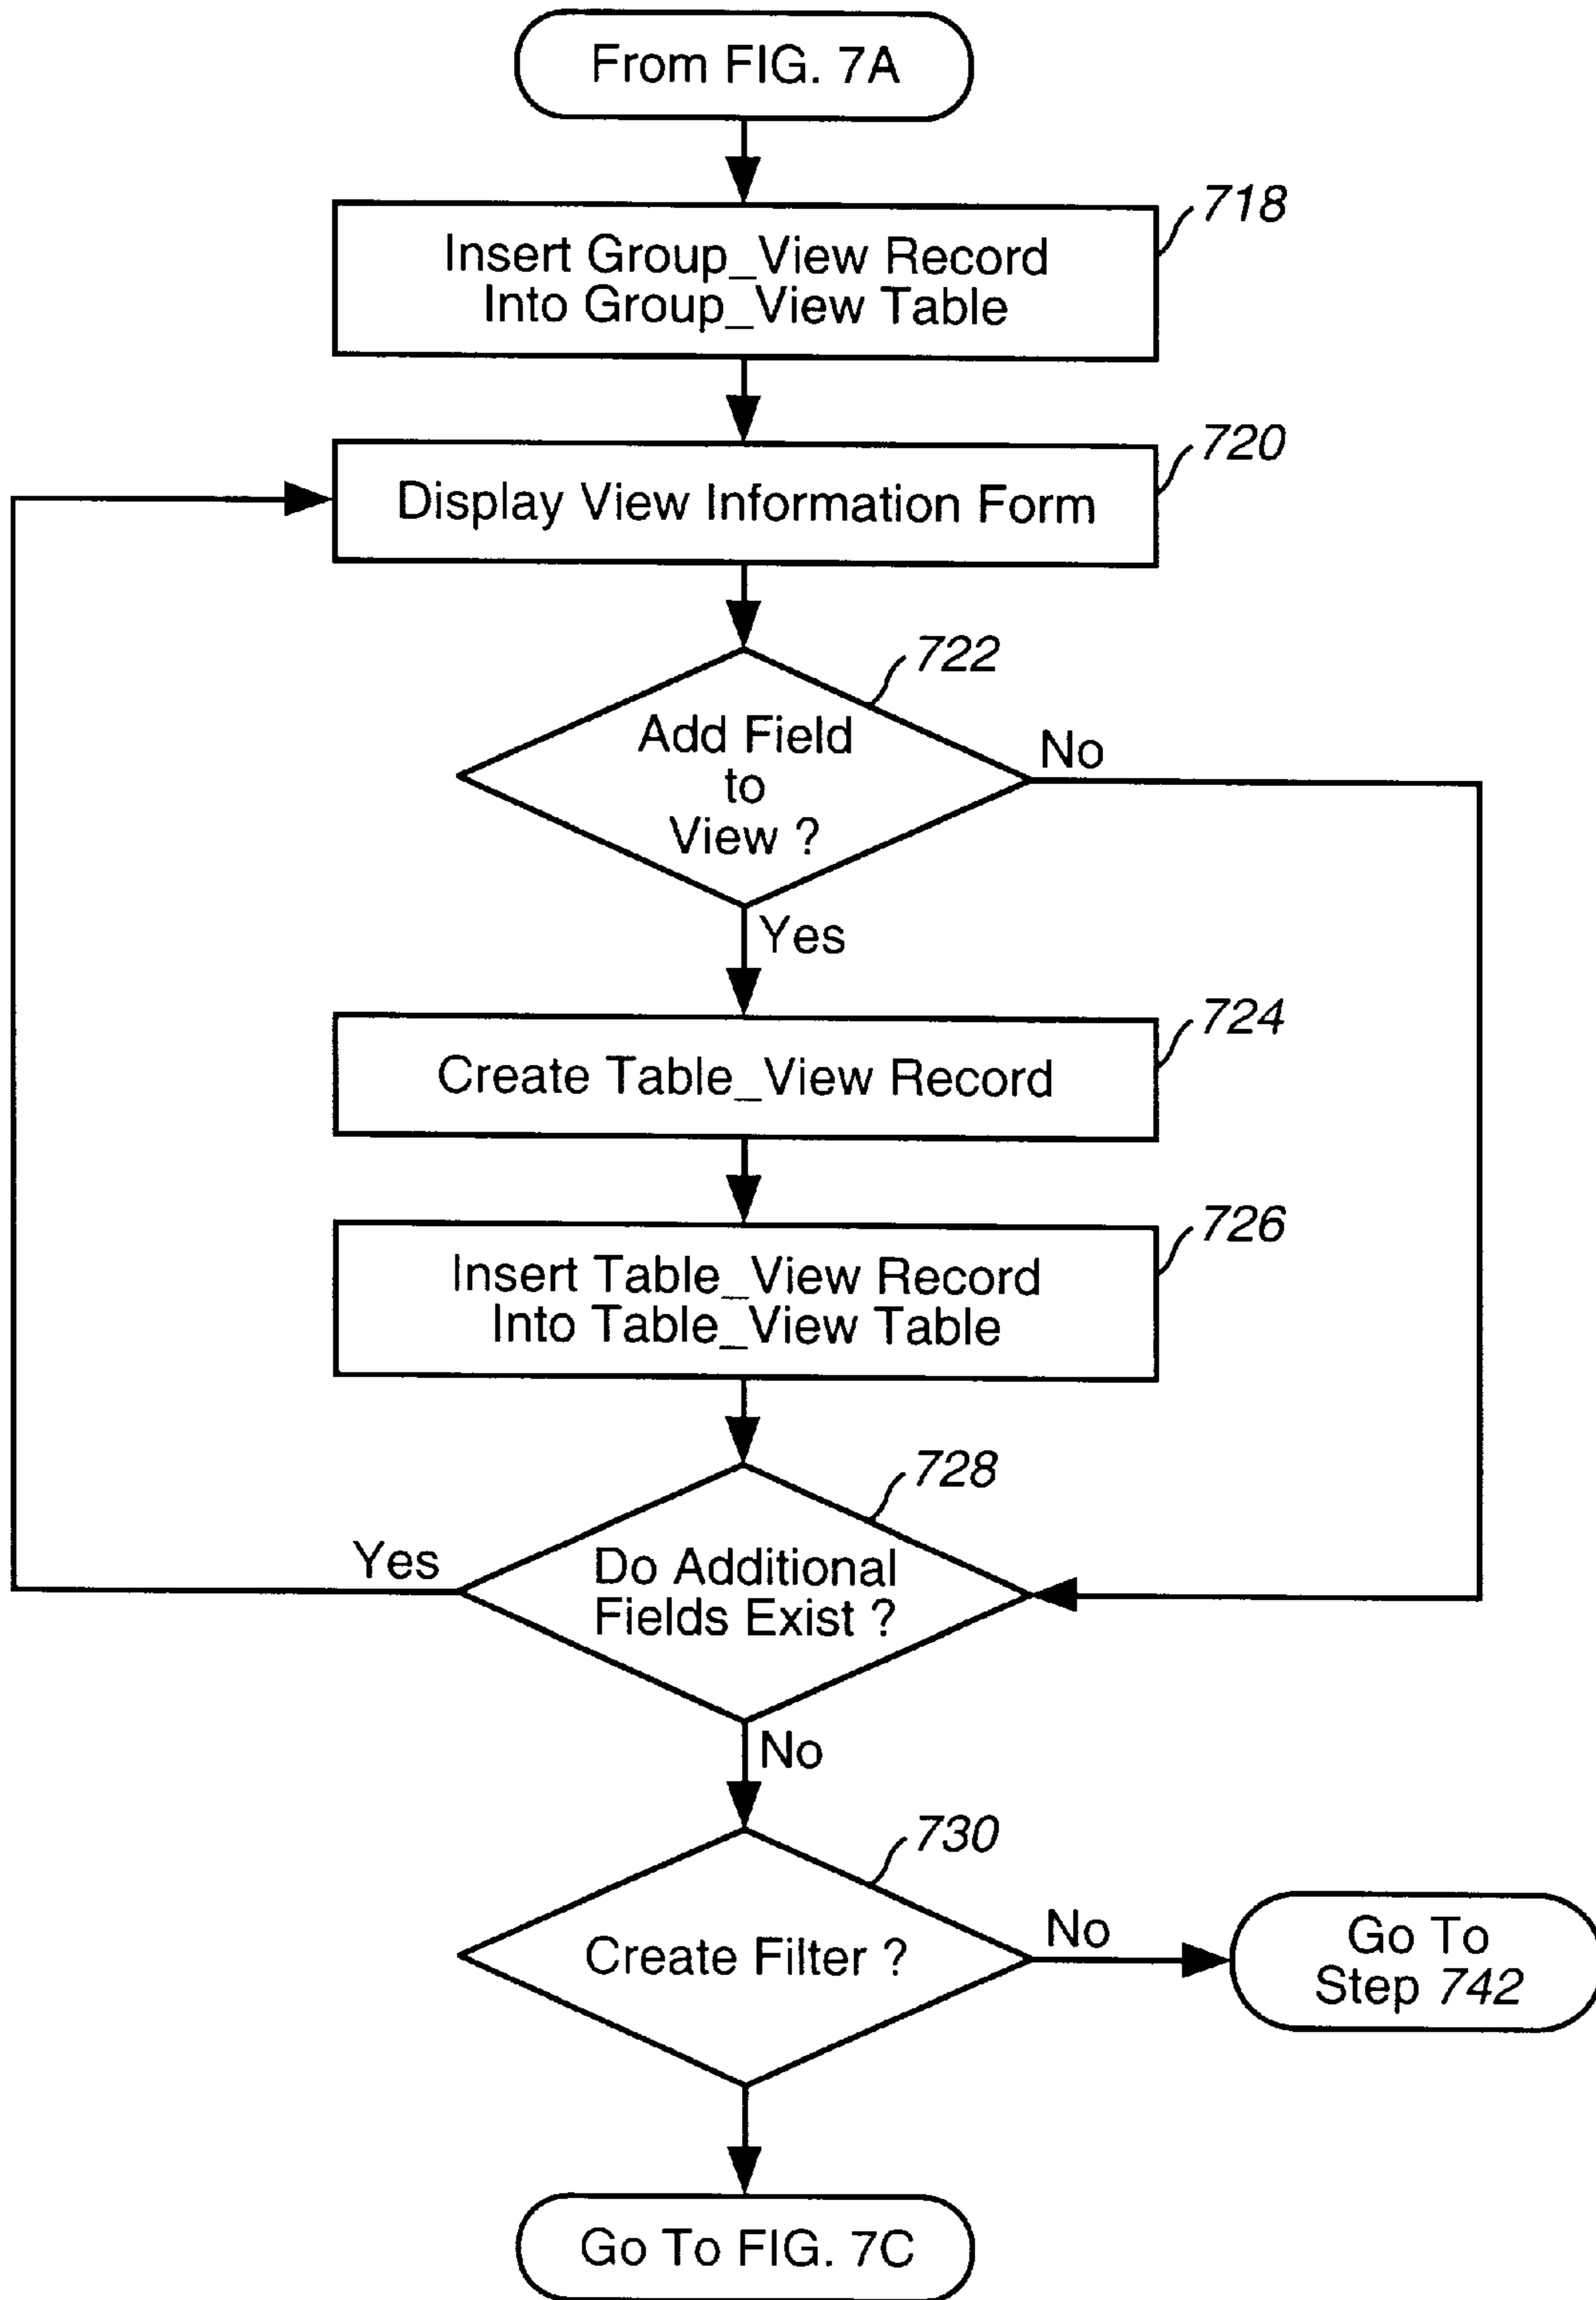 From FIG. 7A
718
Insert Group_View Record
Into Group_View Table
720
Display View Information Form
722
Add Field
to
View ?
No
Yes
724
Create Table_View Record
726
Insert Table_View Record
Into Table_View Table
728
Yes
Do Additional
Fields Exist ?
No
730
Create Filter ?
No
Go To
Step 742
Go To FIG. 7C